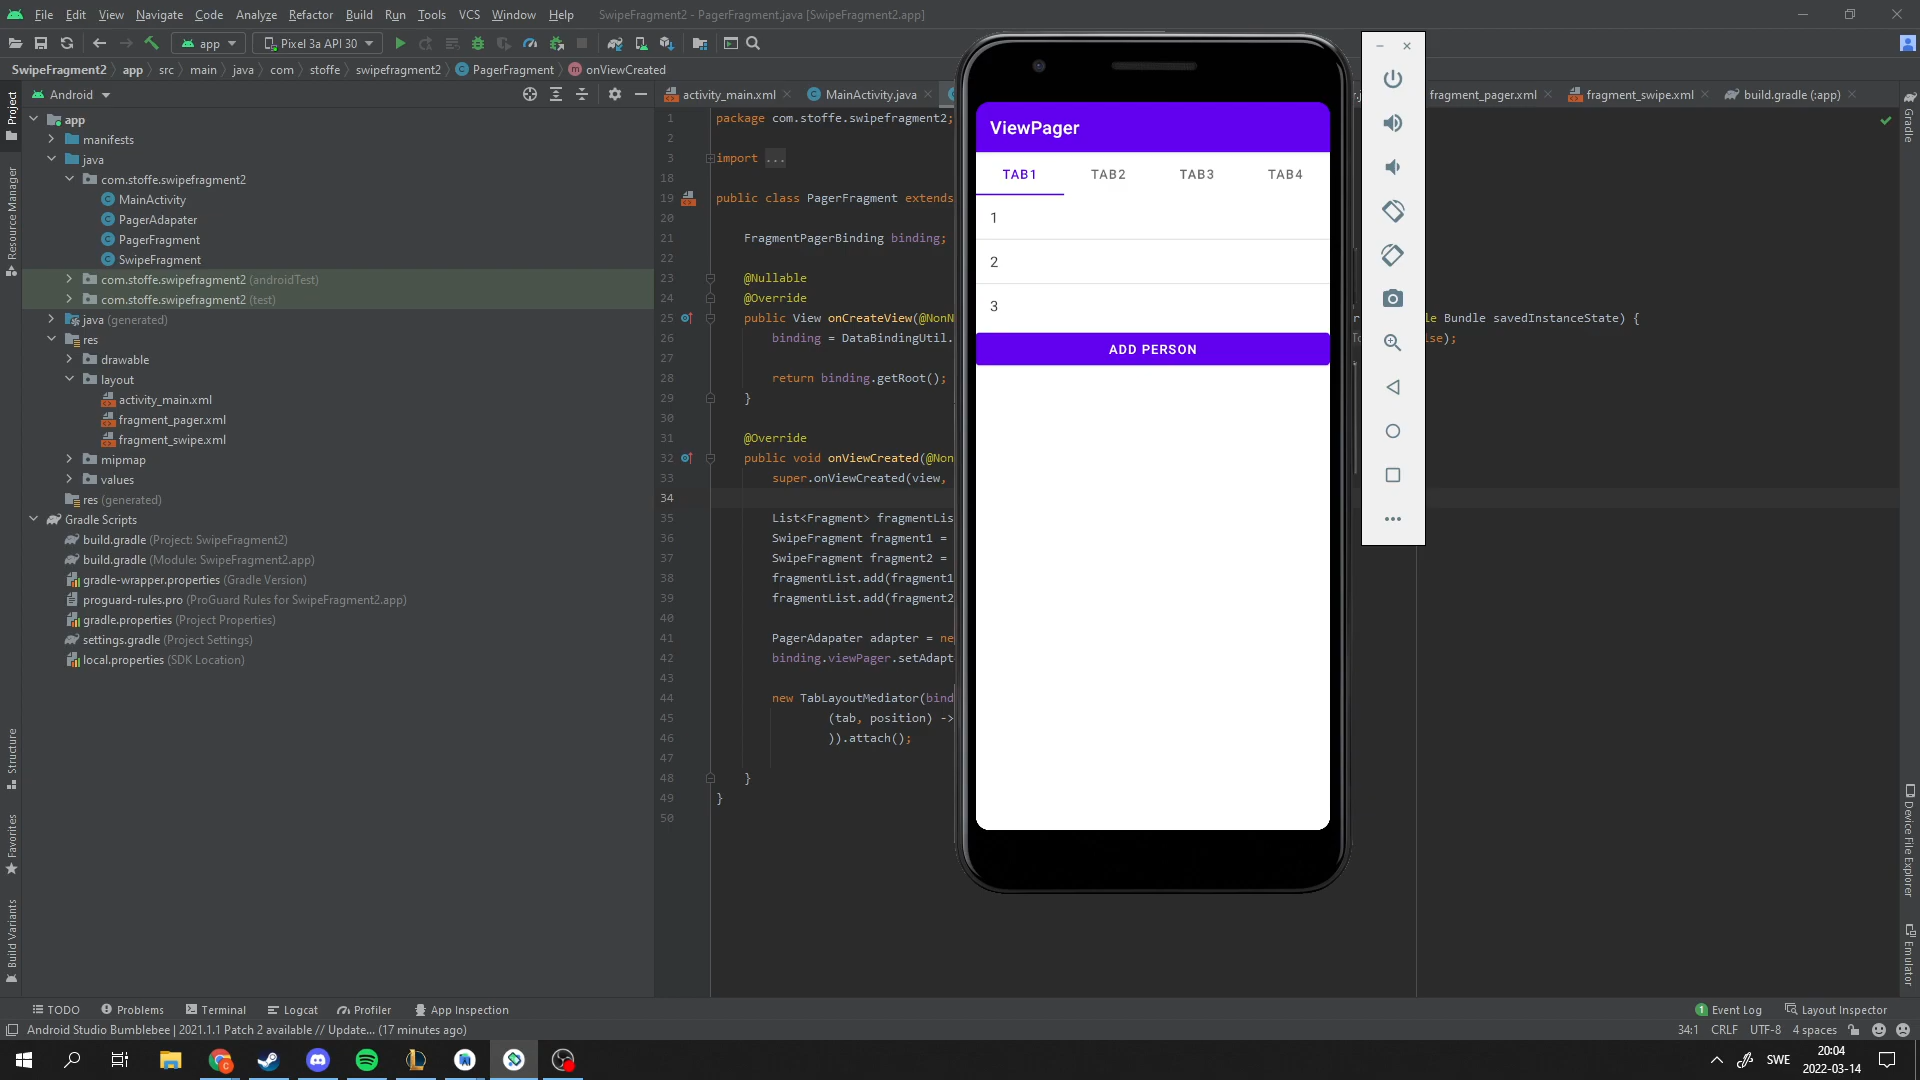 File Edit View Navigate Code Analyze Refactor Build Run Tools VCS Window Help SwipeFragment2 - PagerFragment.java [SwipeFragment2.app]
app Pixel 3a API 30
SwipeFragment2 app src main java com stoffe swipefragment2 PagerFragment onViewCreated
Android
activity_main.xml MainActivity.java fragment_pager.xml fragment_swipe.xml build.gradle (:app)
Project
Resource Manager
Structure
Favorites
Build Variants
app
manifests
java
com.stoffe.swipefragment2
MainActivity
PagerAdapater
PagerFragment
SwipeFragment
com.stoffe.swipefragment2 (androidTest)
com.stoffe.swipefragment2 (test)
java (generated)
res
drawable
layout
activity_main.xml
fragment_pager.xml
fragment_swipe.xml
mipmap
values
res (generated)
Gradle Scripts
build.gradle (Project: SwipeFragment2)
build.gradle (Module: SwipeFragment2.app)
gradle-wrapper.properties (Gradle Version)
proguard-rules.pro (ProGuard Rules for SwipeFragment2.app)
gradle.properties (Project Properties)
settings.gradle (Project Settings)
local.properties (SDK Location)
1 package com.stoffe.swipefragment2;
2
3 import ...
18
19 public class PagerFragment extends
20
21 FragmentPagerBinding binding;
22
23 @Nullable
24 @Override
25 public View onCreateView(@NonN le Bundle savedInstanceState) {
26 binding = DataBindingUtil. lse);
27
28 return binding.getRoot();
29 }
30
31 @Override
32 public void onViewCreated(@Non
33 super.onViewCreated(view,
34
35 List<Fragment> fragmentLis
36 SwipeFragment fragment1 =
37 SwipeFragment fragment2 =
38 fragmentList.add(fragment1
39 fragmentList.add(fragment2
40
41 PagerAdapater adapter = ne
42 binding.viewPager.setAdapt
43
44 new TabLayoutMediator(bind
45 (tab, position) ->
46 )).attach();
47
48 }
49 }
50
ViewPager
TAB1 TAB2 TAB3 TAB4
1
2
3
ADD PERSON
Gradle
Device File Explorer
Emulator
TODO Problems Terminal Logcat Profiler App Inspection 1 Event Log Layout Inspector
Android Studio Bumblebee | 2021.1.1 Patch 2 available // Update... (17 minutes ago) 34:1 CRLF UTF-8 4 spaces
SWE 20:04
2022-03-14